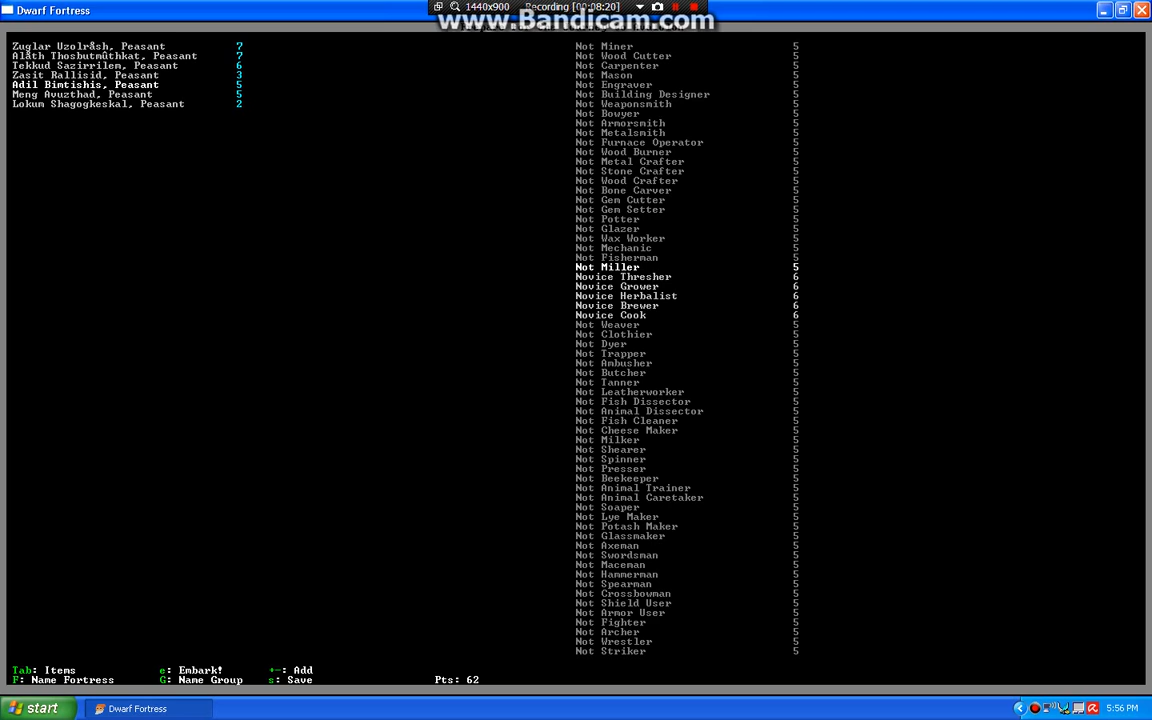 Dwarf Fortress
1440x900 Recording [00:08:20]
www.Bandicam.com
Zuglar Uzolråsh, Peasant 7
Alåth Thosbutmûthkat, Peasant 7
Tekkud Sazirrilem, Peasant 6
Zasit Rallisid, Peasant 3
Adil Bimtishis, Peasant 5
Meng Avuzthad, Peasant 5
Lokum Shagogkeskal, Peasant 2
Not Miner 5
Not Wood Cutter 5
Not Carpenter 5
Not Mason 5
Not Engraver 5
Not Building Designer 5
Not Weaponsmith 5
Not Bowyer 5
Not Armorsmith 5
Not Metalsmith 5
Not Furnace Operator 5
Not Wood Burner 5
Not Metal Crafter 5
Not Stone Crafter 5
Not Wood Crafter 5
Not Bone Carver 5
Not Gem Cutter 5
Not Gem Setter 5
Not Potter 5
Not Glazer 5
Not Wax Worker 5
Not Mechanic 5
Not Fisherman 5
Not Miller 5
Novice Thresher 6
Novice Grower 6
Novice Herbalist 6
Novice Brewer 6
Novice Cook 6
Not Weaver 5
Not Clothier 5
Not Dyer 5
Not Trapper 5
Not Ambusher 5
Not Butcher 5
Not Tanner 5
Not Leatherworker 5
Not Fish Dissector 5
Not Animal Dissector 5
Not Fish Cleaner 5
Not Cheese Maker 5
Not Milker 5
Not Shearer 5
Not Spinner 5
Not Presser 5
Not Beekeeper 5
Not Animal Trainer 5
Not Animal Caretaker 5
Not Soaper 5
Not Lye Maker 5
Not Potash Maker 5
Not Glassmaker 5
Not Axeman 5
Not Swordsman 5
Not Maceman 5
Not Hammerman 5
Not Spearman 5
Not Crossbowman 5
Not Shield User 5
Not Armor User 5
Not Fighter 5
Not Archer 5
Not Wrestler 5
Not Striker 5
Tab: Items e: Embark! +-: Add
F: Name Fortress G: Name Group s: Save Pts: 62
start Dwarf Fortress 5:56 PM